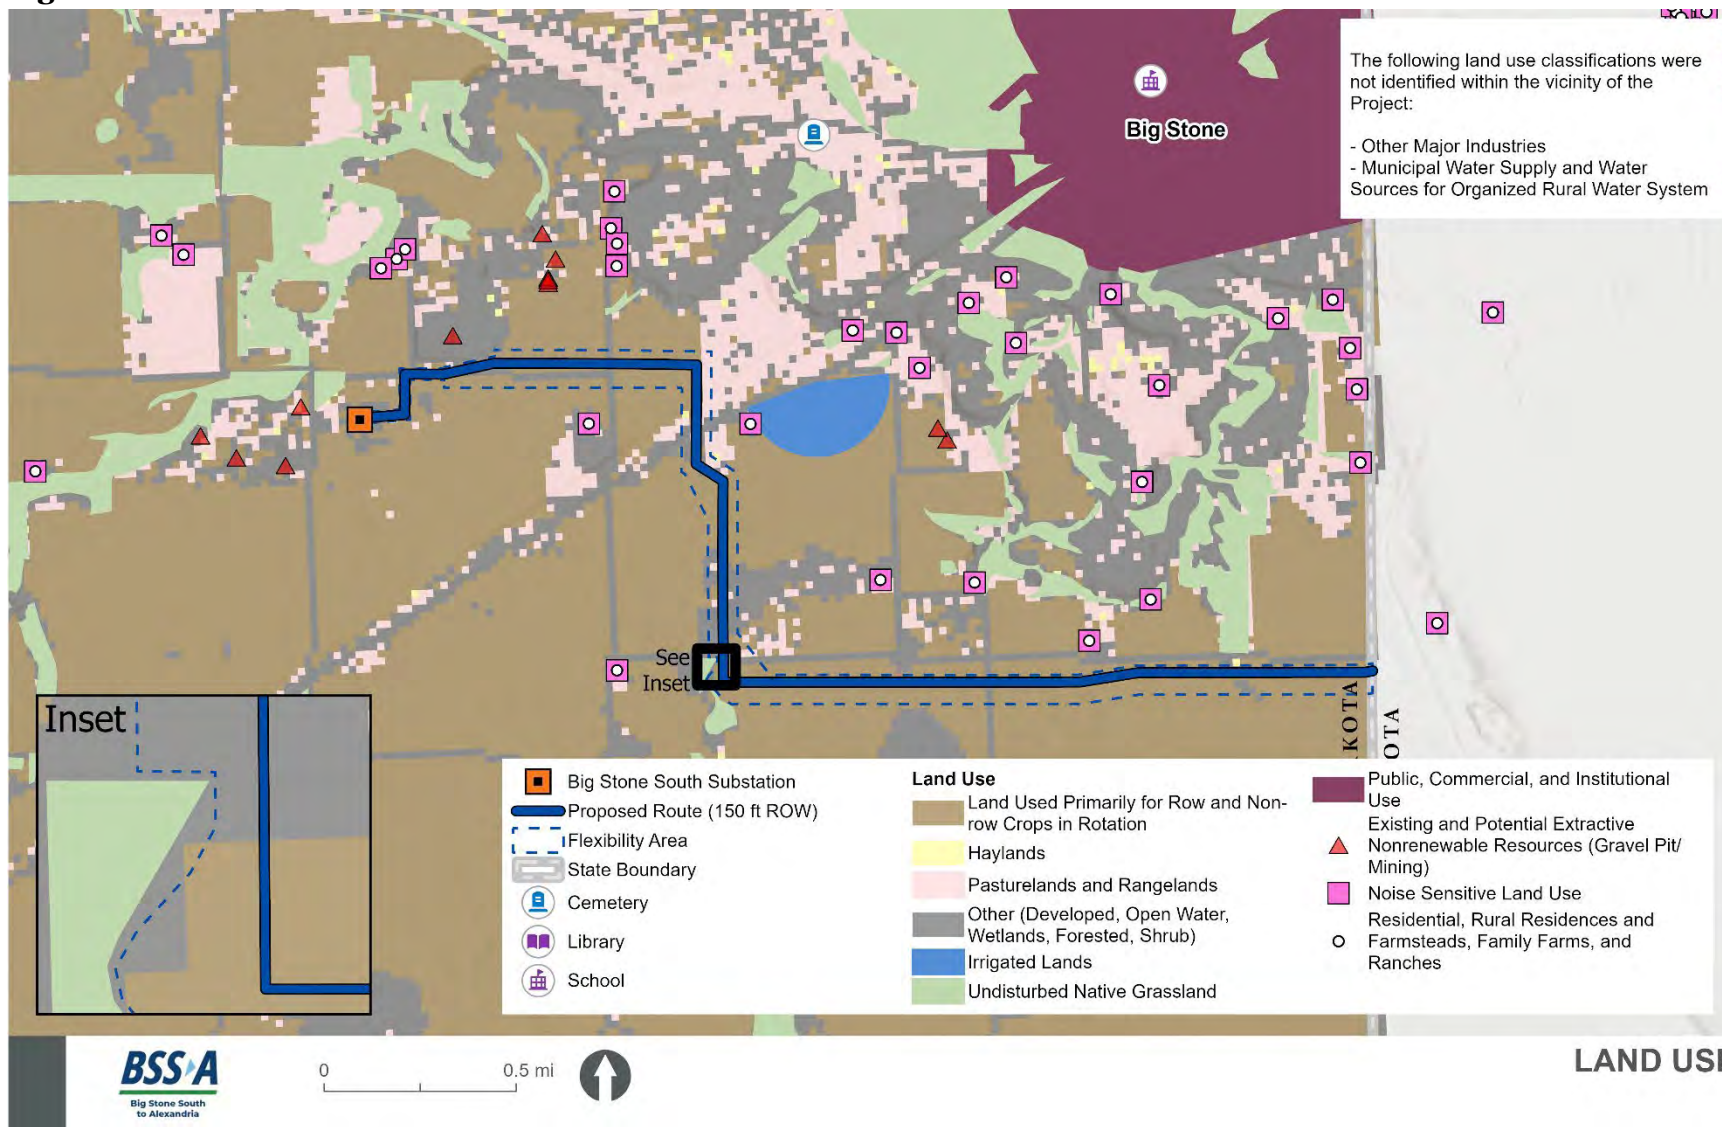 The following land use classifications were
not identified within the vicinity of the
Project:
- Other Major Industries
- Municipal Water Supply and Water
Sources for Organized Rural Water System
Big Stone
See
Inset
KOTA
OTA
Inset
Big Stone South Substation
Proposed Route (150 ft ROW)
Flexibility Area
State Boundary
Cemetery
Library
School
Land Use
Land Used Primarily for Row and Non-
row Crops in Rotation
Haylands
Pasturelands and Rangelands
Other (Developed, Open Water,
Wetlands, Forested, Shrub)
Irrigated Lands
Undisturbed Native Grassland
Public, Commercial, and Institutional
Use
Existing and Potential Extractive
Nonrenewable Resources (Gravel Pit/
Mining)
Noise Sensitive Land Use
Residential, Rural Residences and
Farmsteads, Family Farms, and
Ranches
BSSA
Big Stone South
to Alexandria
0 0.5 mi
LAND USE